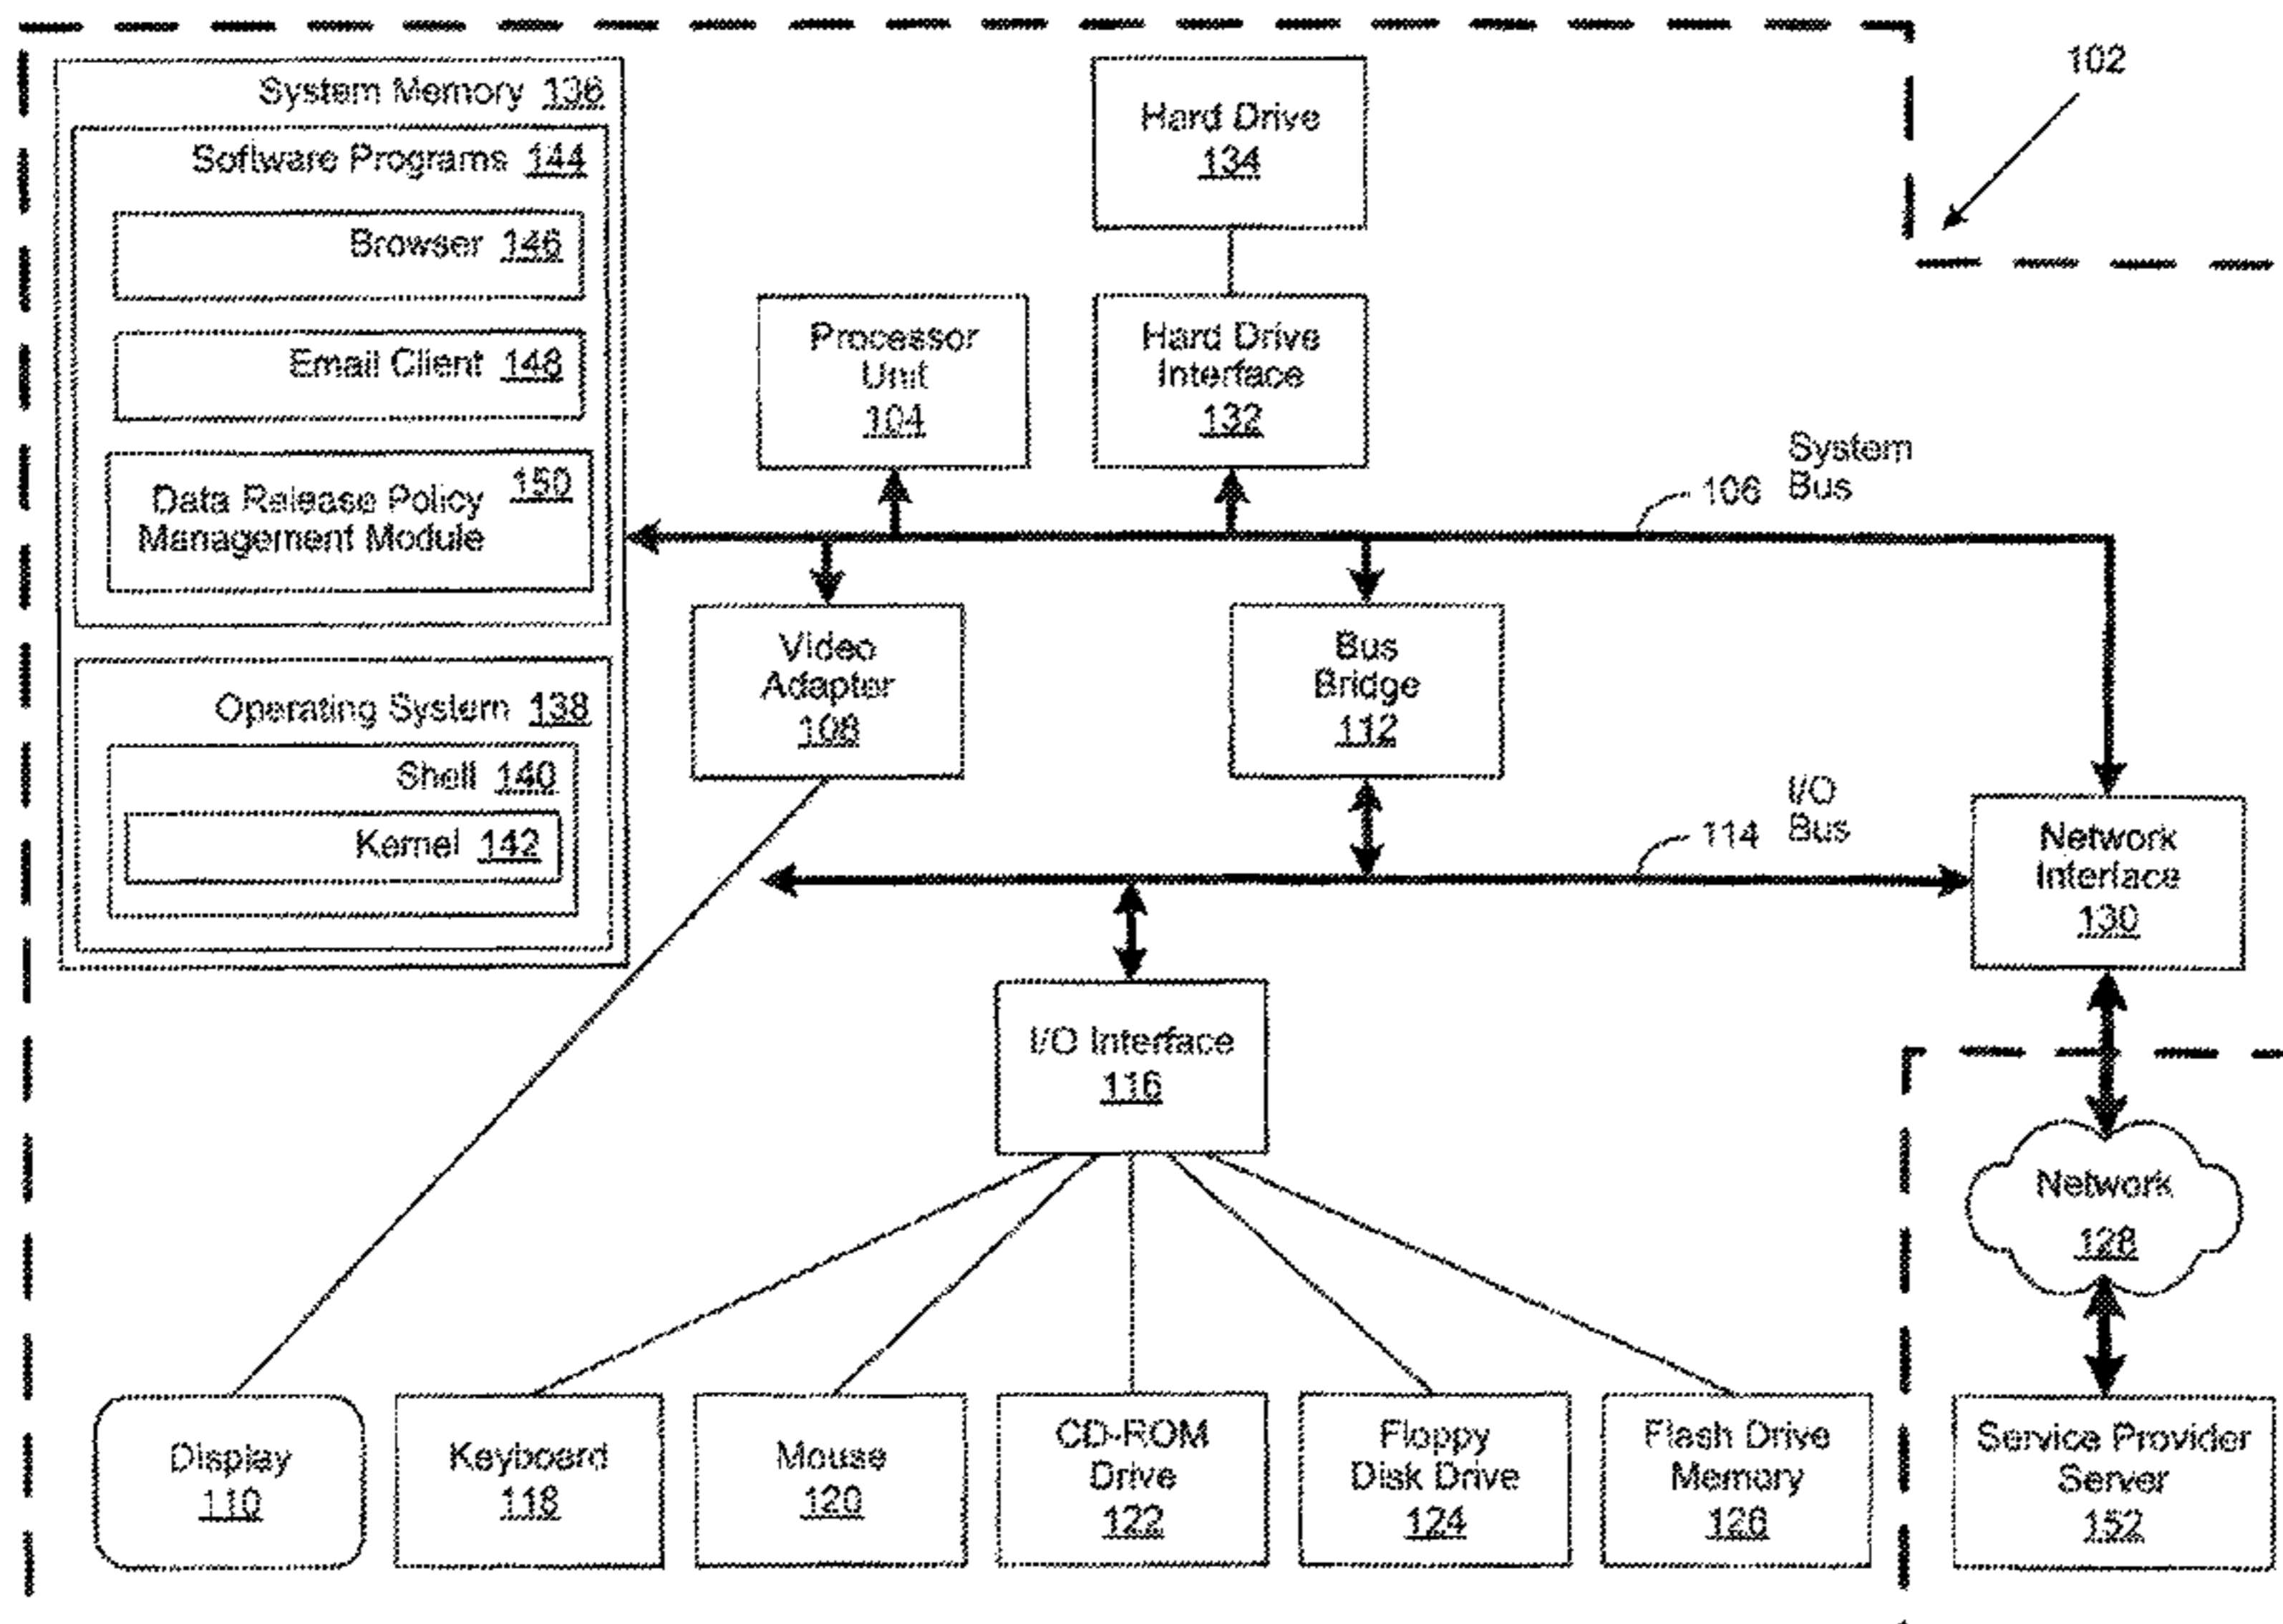 102
System Memory 136
Software Programs 144
Browser 146
Email Client 148
150
Data Release Policy
Management Module
Operating System 138
Shell 140
Kernel 142
Hard Drive
134
Processor
Unit
104
Hard Drive
Interface
132
System
106 Bus
Video
Adapter
108
Bus
Bridge
112
I/O
114 Bus
Network
Interface
130
I/O Interface
116
Network
128
Display
110
Keyboard
118
Mouse
120
CD-ROM
Drive
122
Floppy
Disk Drive
124
Flash Drive
Memory
126
Service Provider
Server
152